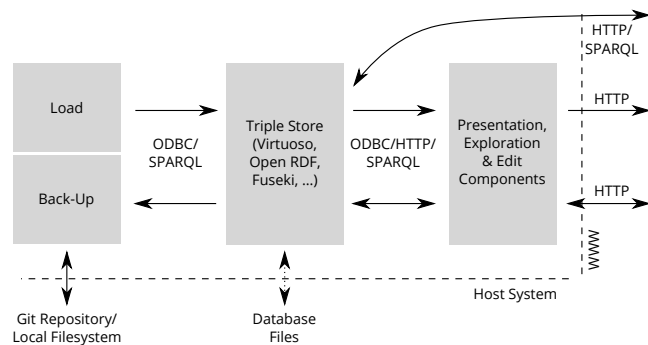 HTTP/
SPARQL
Load
ODBC/
SPARQL
Back-Up
Triple Store
(Virtuoso,
Open RDF,
Fuseki, ...)
ODBC/HTTP/
SPARQL
Presentation,
Exploration
& Edit
Components
HTTP
HTTP
WWW
Host System
Git Repository/
Local Filesystem
Database
Files